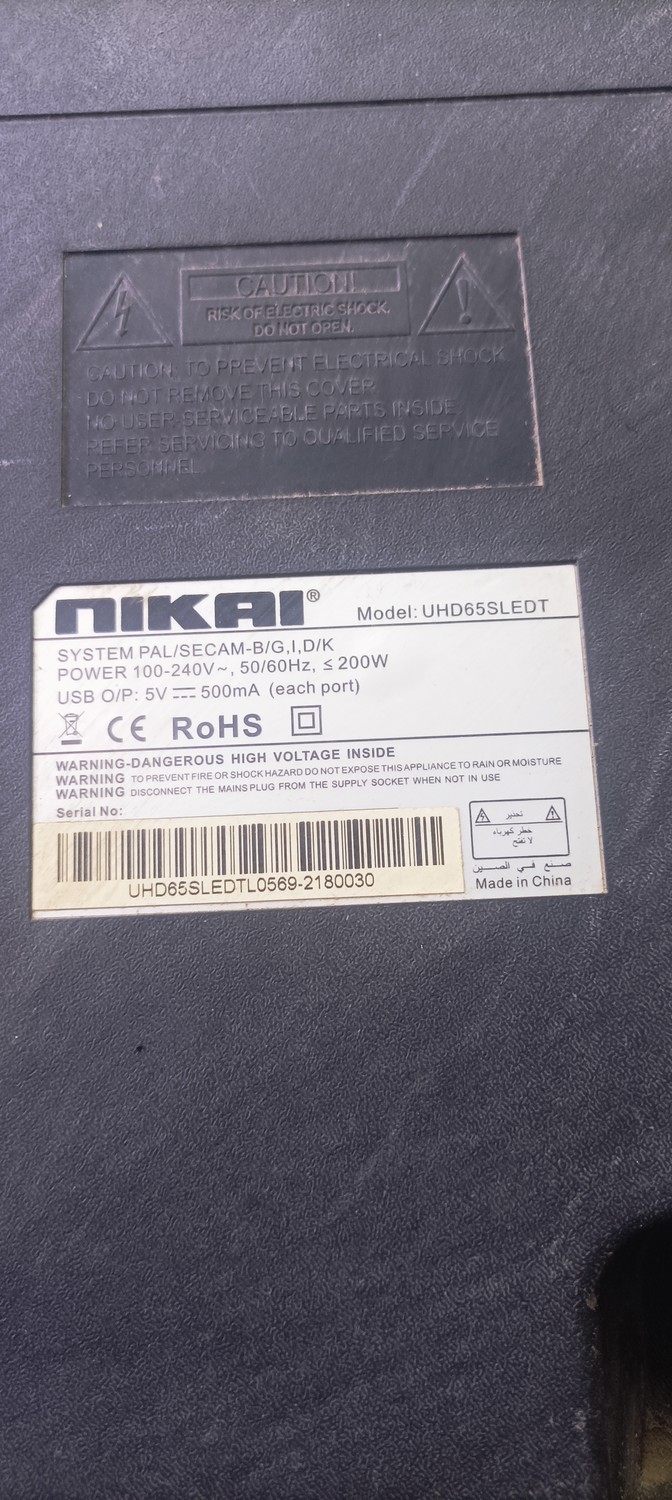 CAUTION!
RISK OF ELECTRIC SHOCK.
DO NOT OPEN.
CAUTION: TO PREVENT ELECTRICAL SHOCK
DO NOT REMOVE THIS COVER
NO USER-SERVICEABLE PARTS INSIDE
REFER SERVICING TO QUALIFIED SERVICE
PERSONNEL
NIKAI® Model: UHD65SLEDT
SYSTEM PAL/SECAM-B/G,I,D/K
POWER 100-240V~, 50/60Hz, ≤ 200W
USB O/P: 5V ⎓ 500mA (each port)
CE RoHS
WARNING-DANGEROUS HIGH VOLTAGE INSIDE
WARNING TO PREVENT FIRE OR SHOCK HAZARD DO NOT EXPOSE THIS APPLIANCE TO RAIN OR MOISTURE
WARNING DISCONNECT THE MAINS PLUG FROM THE SUPPLY SOCKET WHEN NOT IN USE
Serial No:
UHD65SLEDTL0569-2180030
تحذير
خطر كهرباء
لا تفتح
صنع في الصين
Made in China